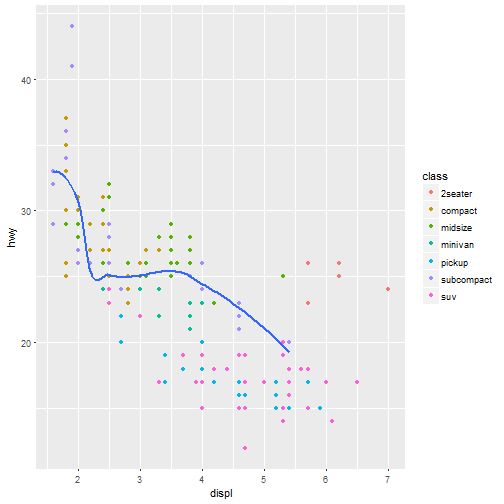 40
30
20
hwy
2
3
4
5
6
7
displ
class
2seater
compact
midsize
minivan
pickup
subcompact
suv